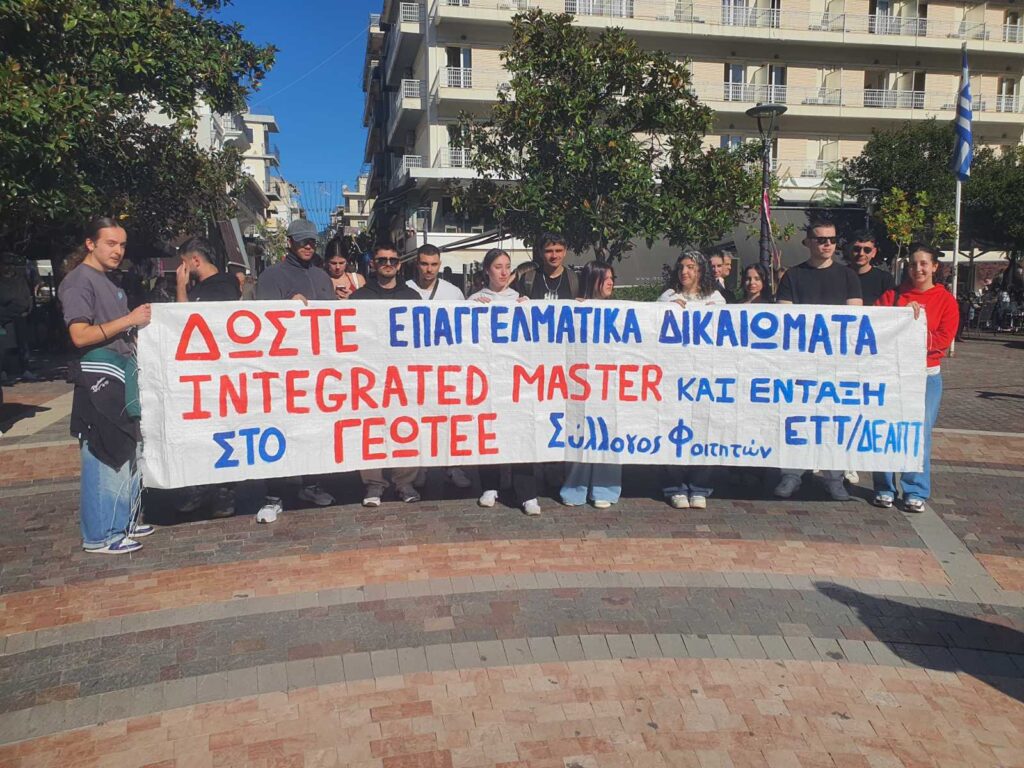 ΔΩΣΤΕ ΕΠΑΓΓΕΛΜΑΤΙΚΑ ΔΙΚΑΙΩΜΑΤΑ
INTEGRATED MASTER ΚΑΙ ΕΝΤΑΞΗ
ΣΤΟ ΓΕΩΤΕΕ Σύλλογος Φοιτητών ΕΤΤ/ΔΕΑΠΤ